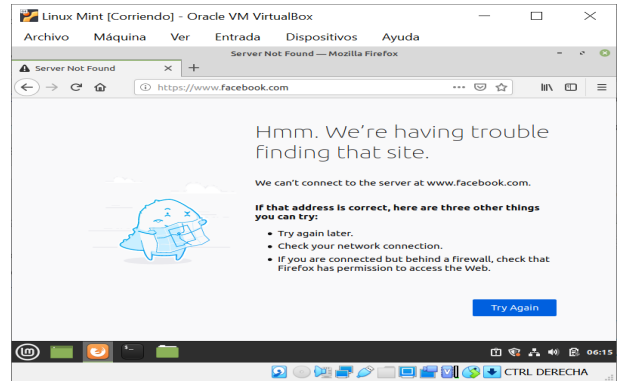 Linux Mint [Corriendo] - Oracle VM VirtualBox
Archivo Máquina Ver Entrada Dispositivos Ayuda
Server Not Found — Mozilla Firefox
Server Not Found
https://www.facebook.com
Hmm. We're having trouble
finding that site.
We can't connect to the server at www.facebook.com.
If that address is correct, here are three other things
you can try:
• Try again later.
• Check your network connection.
• If you are connected but behind a firewall, check that
Firefox has permission to access the Web.
Try Again
06:15
CTRL DERECHA